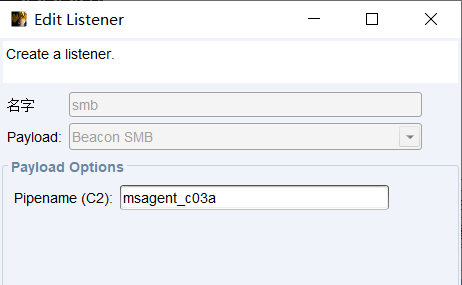 Edit Listener
Create a listener.
名字 smb
Payload: Beacon SMB
Payload Options
Pipename (C2): msagent_c03a